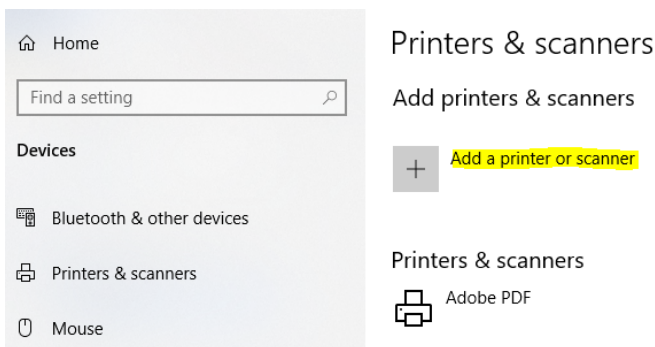 Home
Find a setting
Devices
Bluetooth & other devices
Printers & scanners
Mouse
Printers & scanners
Add printers & scanners
Add a printer or scanner
Printers & scanners
Adobe PDF